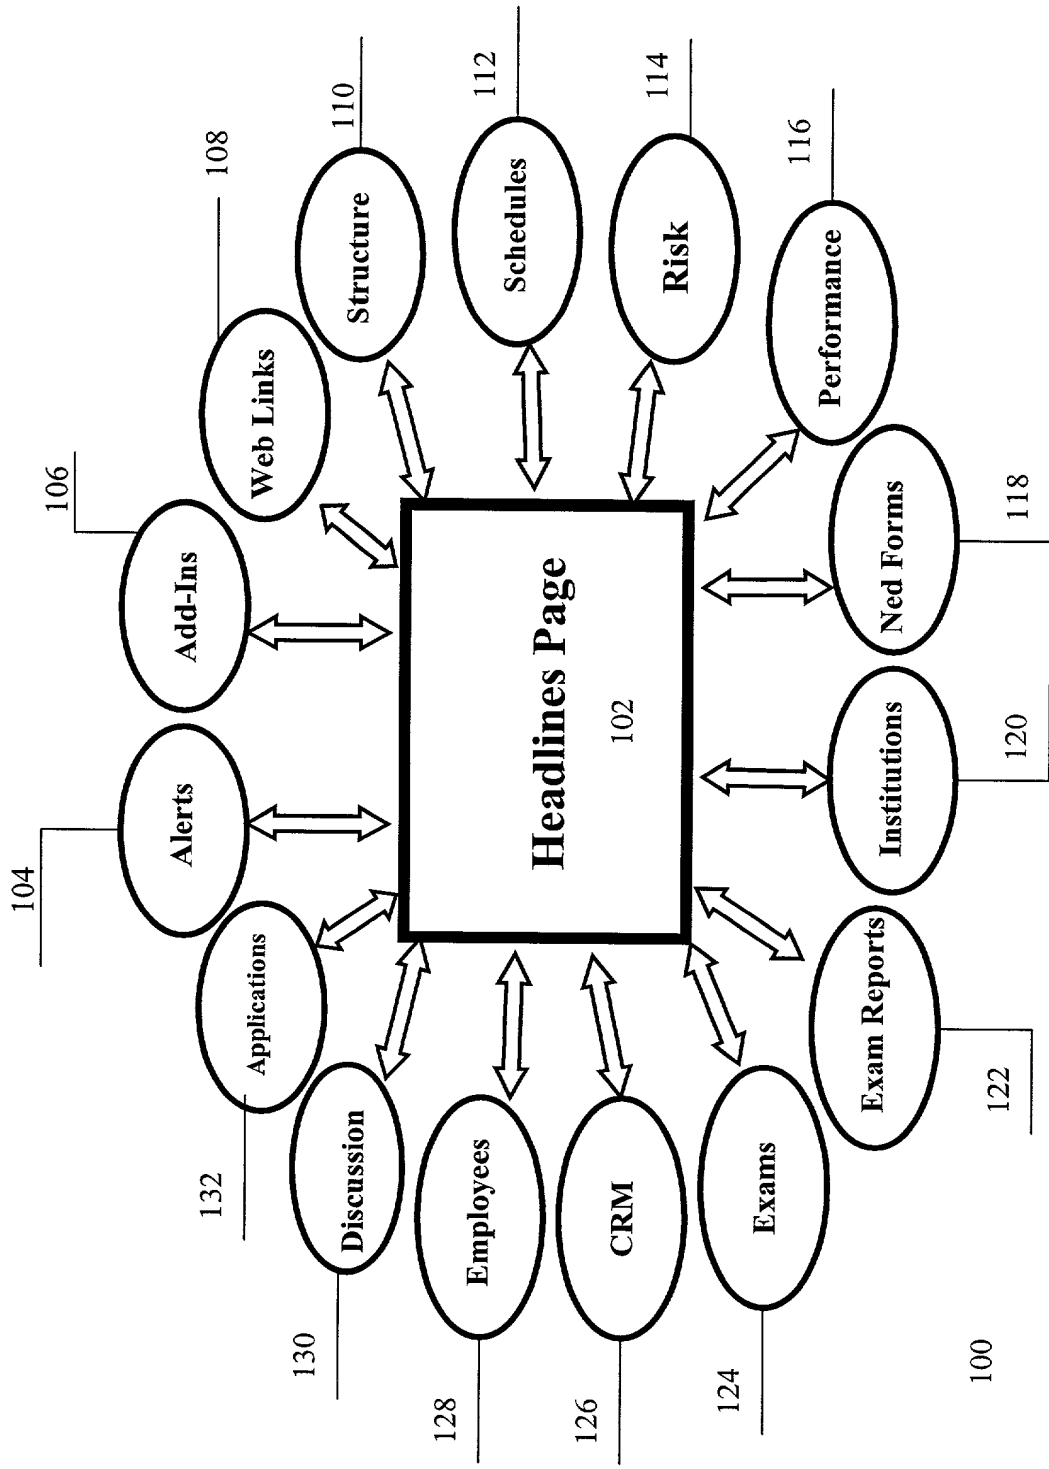 104
Alerts
106
Add-Ins
108
Web Links
110
Structure
112
Schedules
114
Risk
116
Performance
118
Ned Forms
120
Institutions
122
Exam Reports
124
Exams
126
CRM
128
Employees
130
Discussion
132
Applications
Headlines Page
102
100